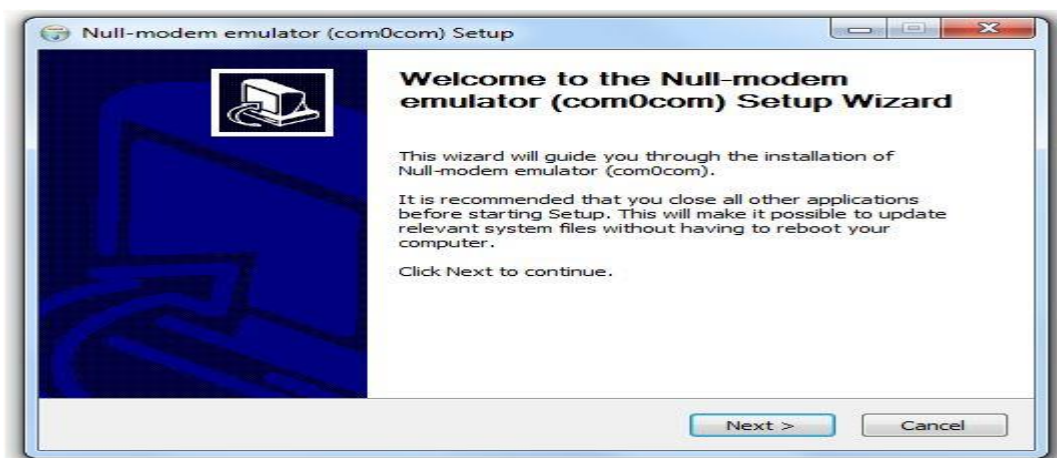 Null-modem emulator (com0com) Setup
Welcome to the Null-modem
emulator (com0com) Setup Wizard
This wizard will guide you through the installation of
Null-modem emulator (com0com).
It is recommended that you close all other applications
before starting Setup. This will make it possible to update
relevant system files without having to reboot your
computer.
Click Next to continue.
Next >
Cancel